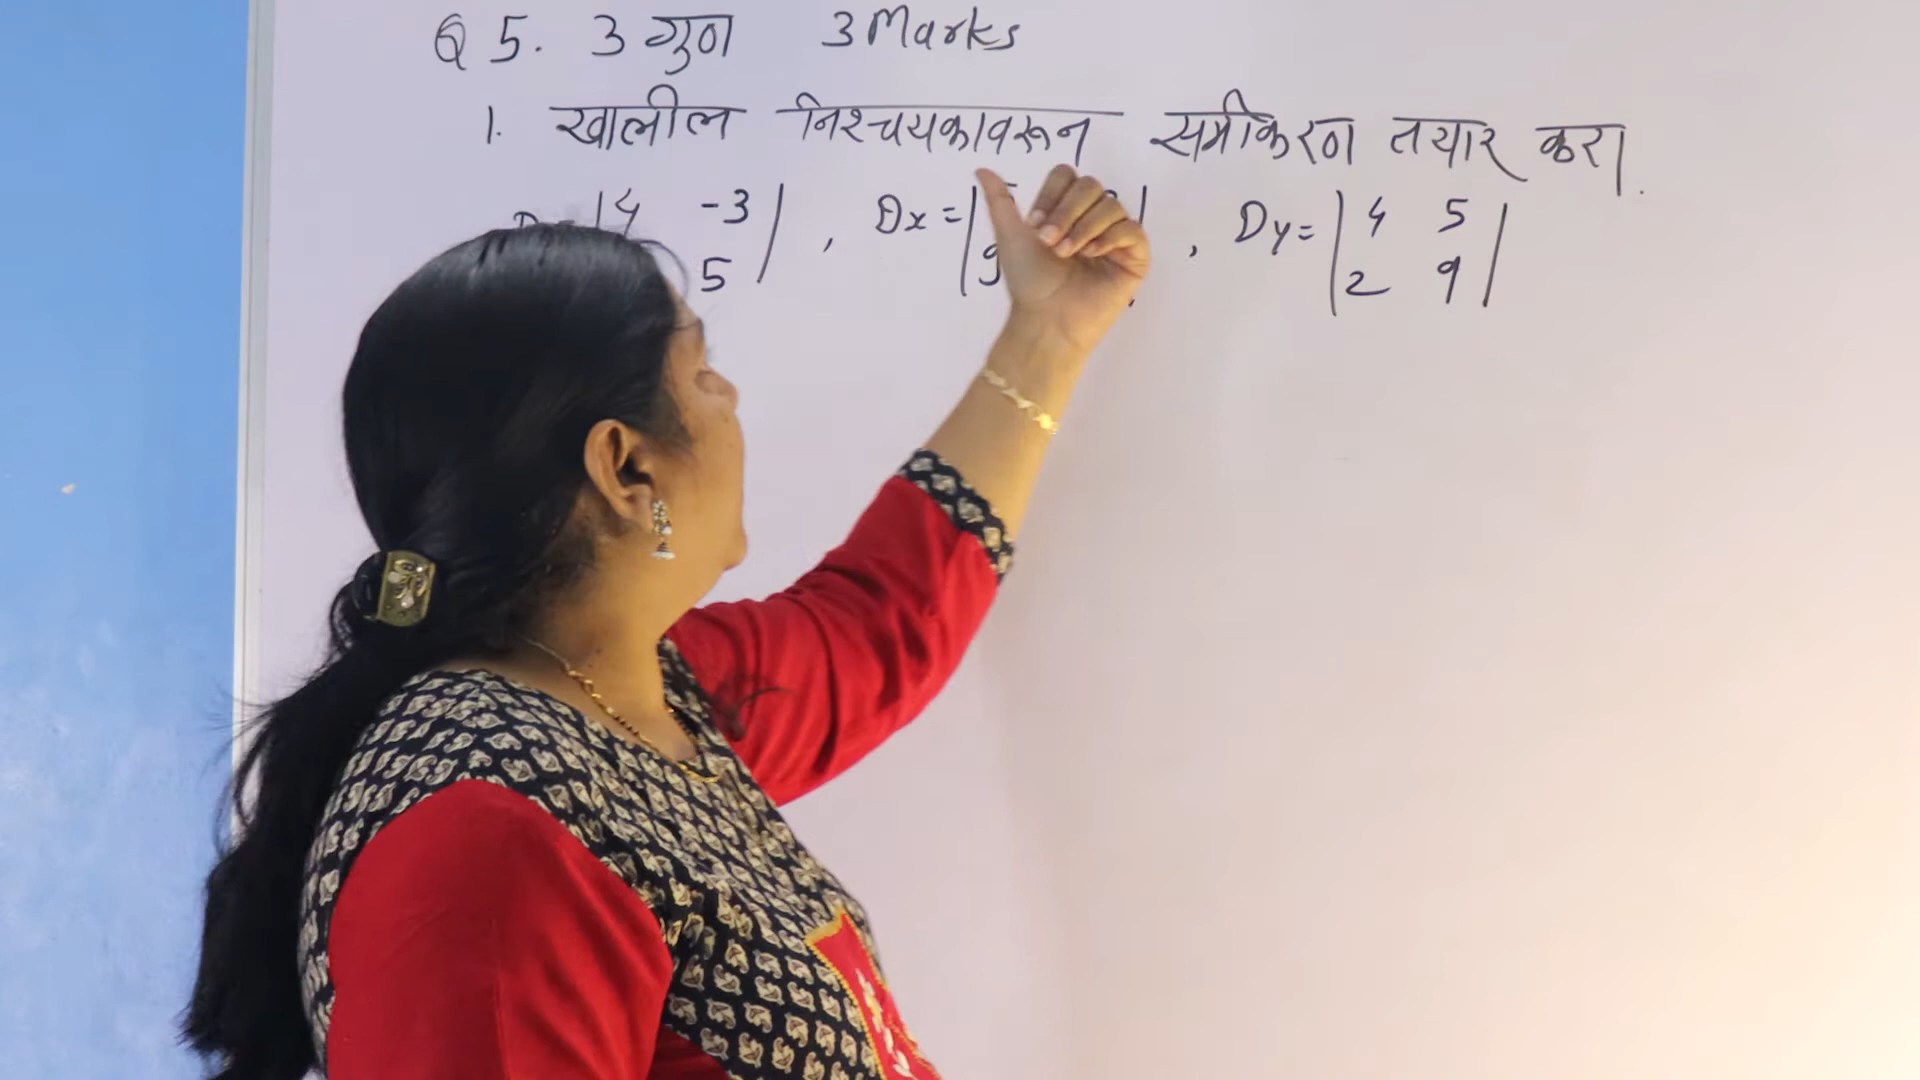 Q 5. 3 गुण 3 Marks
1. खालील निश्चयकावरून समीकरण तयार करा.
D = | 4 -3 | , Dx = | , Dy = | 4 5 |
5 | | 9 | 2 9 |